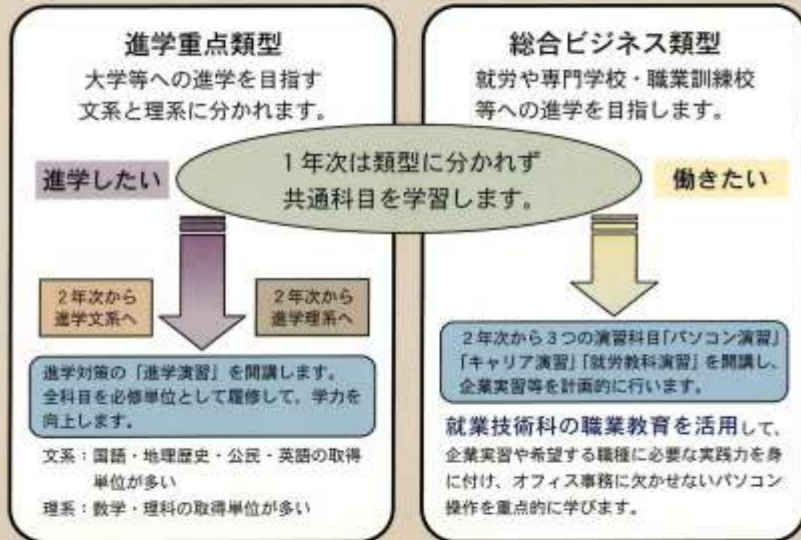 進学重点類型
大学等への進学を目指す
文系と理系に分かれます。
総合ビジネス類型
就労や専門学校・職業訓練校
等への進学を目指します。
1年次は類型に分かれず
共通科目を学習します。
進学したい
働きたい
2年次から
進学文系へ
2年次から
進学理系へ
進学対策の「進学演習」を開講します。
全科目を必修単位として履修して、学力を
向上します。
文系：国語・地理歴史・公民・英語の取得
単位が多い
理系：数学・理科の取得単位が多い
2年次から3つの演習科目「パソコン演習」
「キャリア演習」「就労教科演習」を開講し、
企業実習等を計画的に行います。
就業技術科の職業教育を活用して、
企業実習や希望する職種に必要な実践力を身
に付け、オフィス事務に欠かせないパソコン
操作を重点的に学びます。